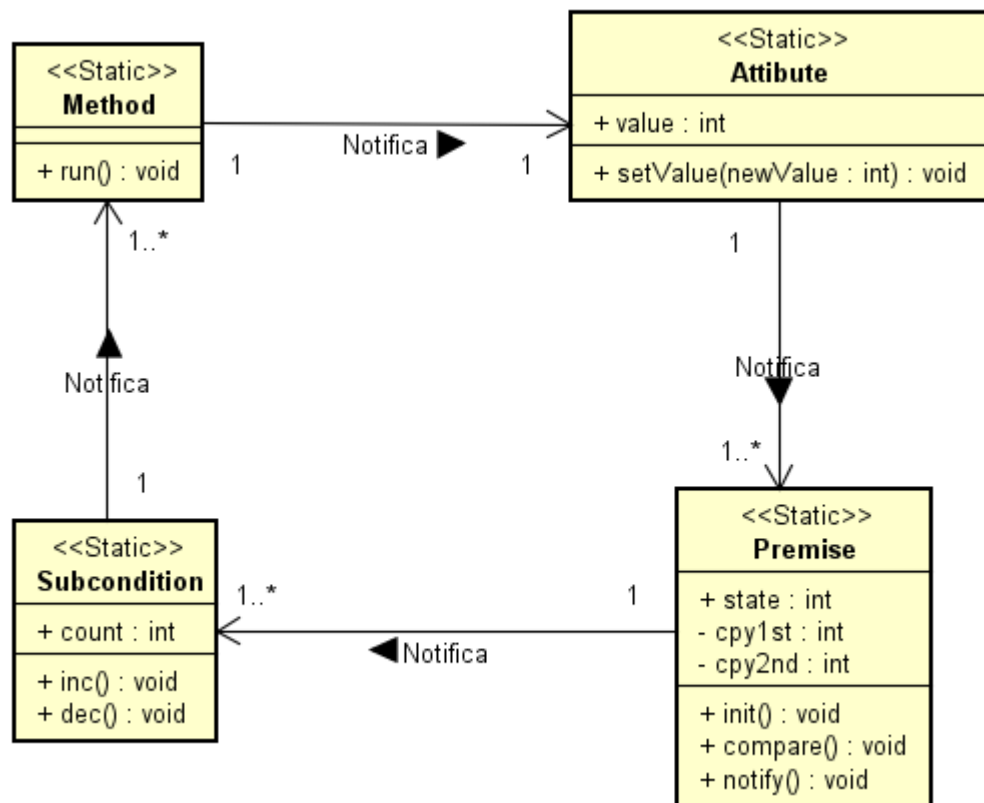 <<Static>>
Method
+ run() : void
<<Static>>
Attibute
+ value : int
+ setValue(newValue : int) : void
Notifica
1
1
1..*
1
Notifica
Notifica
1..*
1
<<Static>>
Subcondition
+ count : int
+ inc() : void
+ dec() : void
1..*
1
Notifica
<<Static>>
Premise
+ state : int
- cpy1st : int
- cpy2nd : int
+ init() : void
+ compare() : void
+ notify() : void